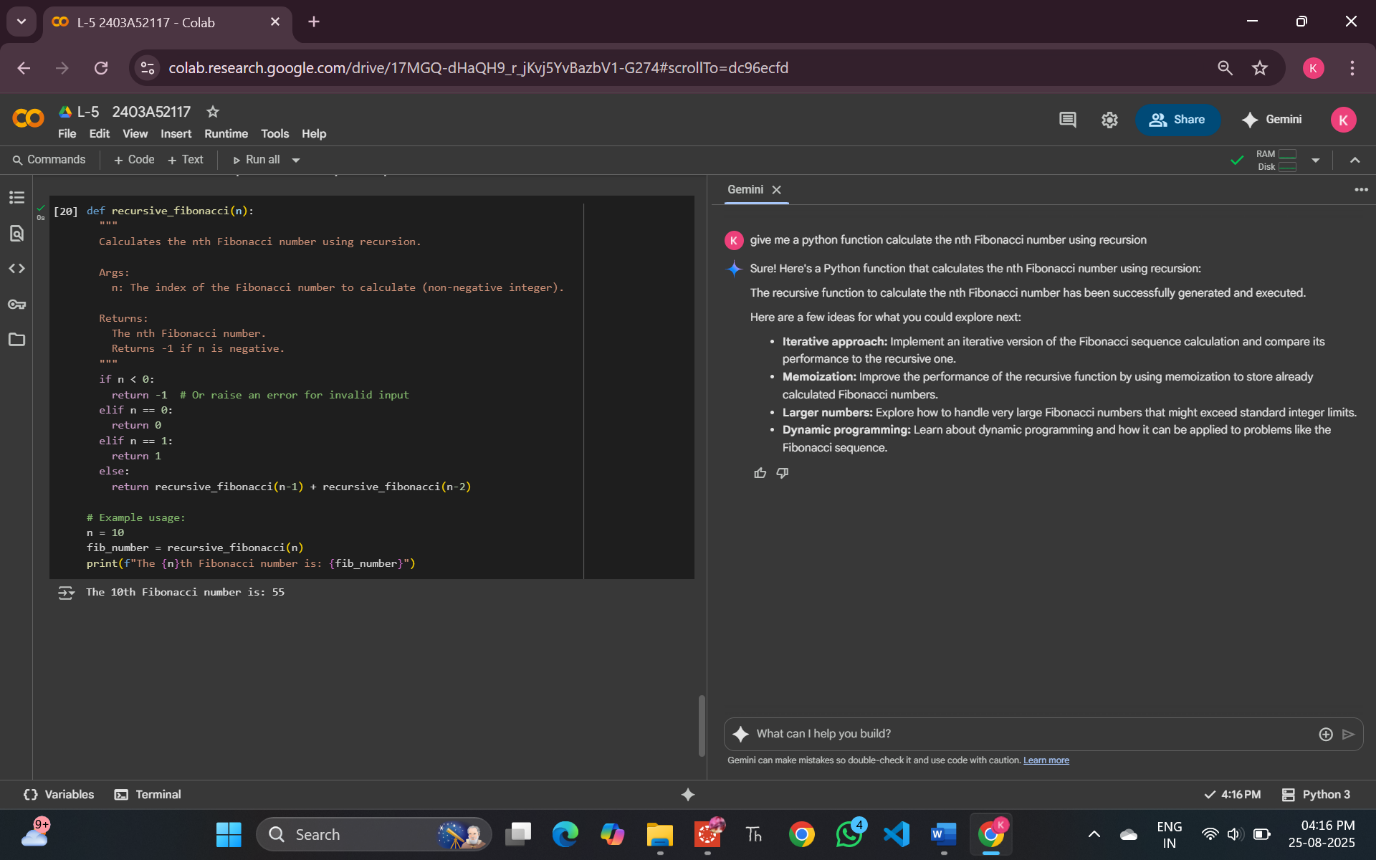 L-5 2403A52117 - Colab
colab.research.google.com/drive/17MGQ-dHaQH9_r_jKvj5YvBazbV1-G274#scrollTo=dc96ecfd
K
L-5 2403A52117
File Edit View Insert Runtime Tools Help
Share
Gemini
K
Commands + Code + Text Run all
RAM
Disk
0s
[20] def recursive_fibonacci(n):
"""
Calculates the nth Fibonacci number using recursion.
Args:
n: The index of the Fibonacci number to calculate (non-negative integer).
Returns:
The nth Fibonacci number.
Returns -1 if n is negative.
"""
if n < 0:
return -1 # Or raise an error for invalid input
elif n == 0:
return 0
elif n == 1:
return 1
else:
return recursive_fibonacci(n-1) + recursive_fibonacci(n-2)
# Example usage:
n = 10
fib_number = recursive_fibonacci(n)
print(f"The {n}th Fibonacci number is: {fib_number}")
The 10th Fibonacci number is: 55
Gemini
K give me a python function calculate the nth Fibonacci number using recursion
Sure! Here's a Python function that calculates the nth Fibonacci number using recursion:
The recursive function to calculate the nth Fibonacci number has been successfully generated and executed.
Here are a few ideas for what you could explore next:
• Iterative approach: Implement an iterative version of the Fibonacci sequence calculation and compare its
performance to the recursive one.
• Memoization: Improve the performance of the recursive function by using memoization to store already
calculated Fibonacci numbers.
• Larger numbers: Explore how to handle very large Fibonacci numbers that might exceed standard integer limits.
• Dynamic programming: Learn about dynamic programming and how it can be applied to problems like the
Fibonacci sequence.
What can I help you build?
Gemini can make mistakes so double-check it and use code with caution. Learn more
Variables Terminal
4:16 PM Python 3
9+
Search
Th
4
K
ENG
IN
04:16 PM
25-08-2025